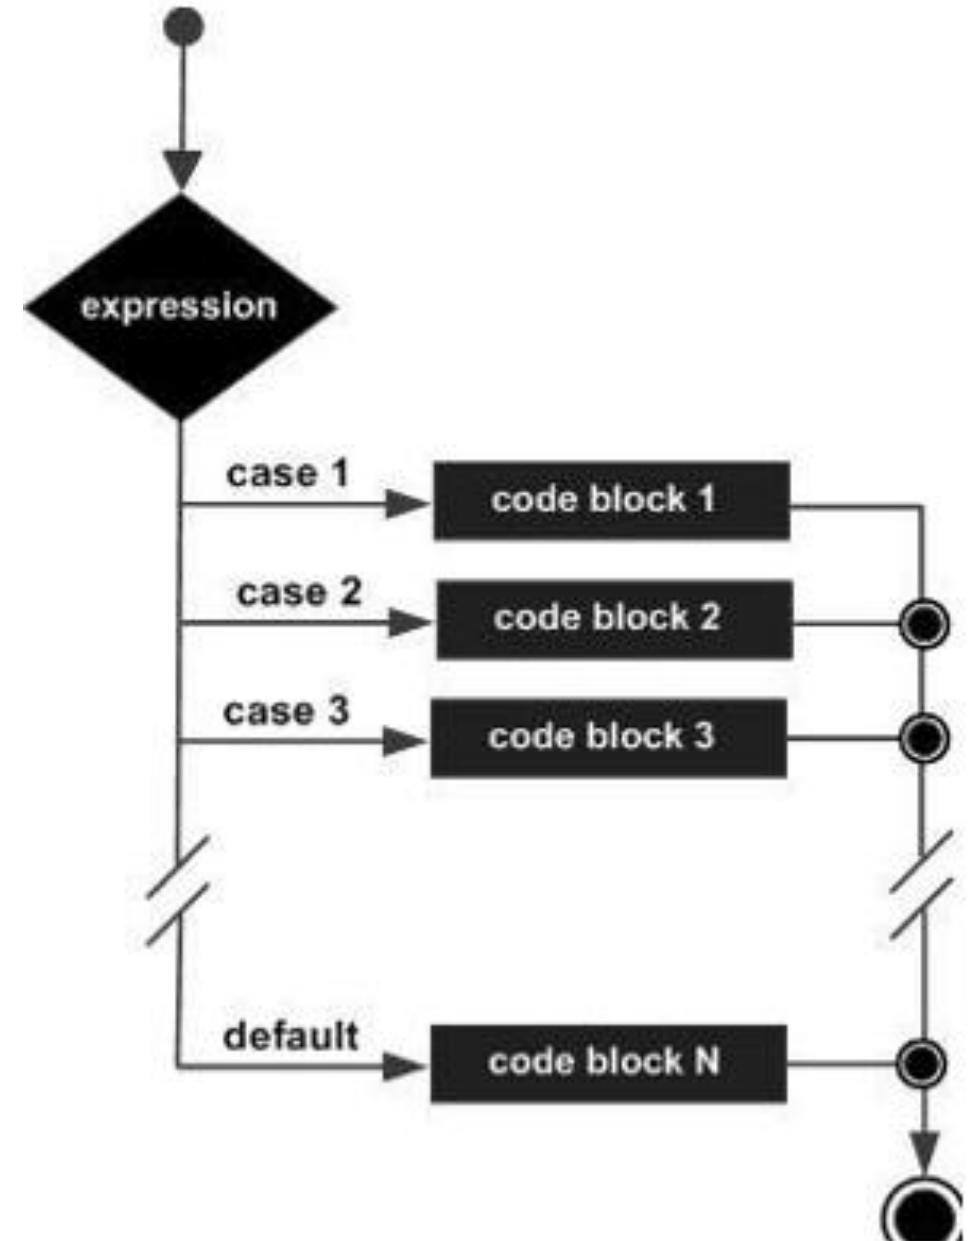 expression
case 1
code block 1
case 2
code block 2
case 3
code block 3
default
code block N